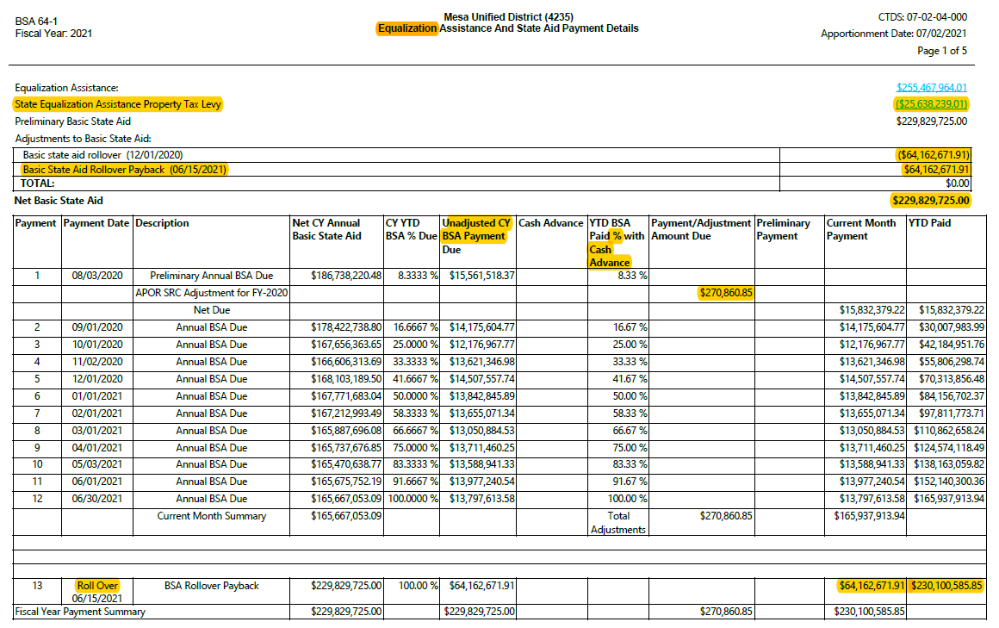 BSA 64-1
Fiscal Year: 2021
Mesa Unified District (4235)
Equalization Assistance And State Aid Payment Details
CTDS: 07-02-04-000
Apportionment Date: 07/02/2021
Page 1 of 5
Equalization Assistance: $255,467,964.01
State Equalization Assistance Property Tax Levy ($25,638,239.01)
Preliminary Basic State Aid $229,829,725.00
Adjustments to Basic State Aid:
Basic state aid rollover (12/01/2020) ($64,162,671.91)
Basic State Aid Rollover Payback (06/15/2021) $64,162,671.91
TOTAL: $0.00
Net Basic State Aid $229,829,725.00
Payment Payment Date Description Net CY Annual CY YTD Unadjusted CY Cash Advance YTD BSA Payment/Adjustment Preliminary Current Month YTD Paid
Basic State Aid BSA % Due BSA Payment Paid % with Amount Due Payment Payment
Due Cash
Advance
1 08/03/2020 Preliminary Annual BSA Due $186,738,220.48 8.3333 % $15,561,518.37 8.33 %
APOR SRC Adjustment for FY-2020 $270,860.85
Net Due $15,832,379.22 $15,832,379.22
2 09/01/2020 Annual BSA Due $178,422,738.80 16.6667 % $14,175,604.77 16.67 % $14,175,604.77 $30,007,983.99
3 10/01/2020 Annual BSA Due $167,656,363.65 25.0000 % $12,176,967.77 25.00 % $12,176,967.77 $42,184,951.76
4 11/02/2020 Annual BSA Due $166,606,313.69 33.3333 % $13,621,346.98 33.33 % $13,621,346.98 $55,806,298.74
5 12/01/2020 Annual BSA Due $168,103,189.50 41.6667 % $14,507,557.74 41.67 % $14,507,557.74 $70,313,856.48
6 01/01/2021 Annual BSA Due $167,771,683.04 50.0000 % $13,842,845.89 50.00 % $13,842,845.89 $84,156,702.37
7 02/01/2021 Annual BSA Due $167,212,993.49 58.3333 % $13,655,071.34 58.33 % $13,655,071.34 $97,811,773.71
8 03/01/2021 Annual BSA Due $165,887,696.08 66.6667 % $13,050,884.53 66.67 % $13,050,884.53 $110,862,658.24
9 04/01/2021 Annual BSA Due $165,737,676.85 75.0000 % $13,711,460.25 75.00 % $13,711,460.25 $124,574,118.49
10 05/03/2021 Annual BSA Due $165,470,638.77 83.3333 % $13,588,941.33 83.33 % $13,588,941.33 $138,163,059.82
11 06/01/2021 Annual BSA Due $165,675,752.19 91.6667 % $13,977,240.54 91.67 % $13,977,240.54 $152,140,300.36
12 06/30/2021 Annual BSA Due $165,667,053.09 100.0000 % $13,797,613.58 100.00 % $13,797,613.58 $165,937,913.94
Current Month Summary $165,667,053.09 Total $270,860.85 $165,937,913.94
Adjustments
13 Roll Over BSA Rollover Payback $229,829,725.00 100.00 % $64,162,671.91 $64,162,671.91 $230,100,585.85
06/15/2021
Fiscal Year Payment Summary $229,829,725.00 $229,829,725.00 $270,860.85 $230,100,585.85